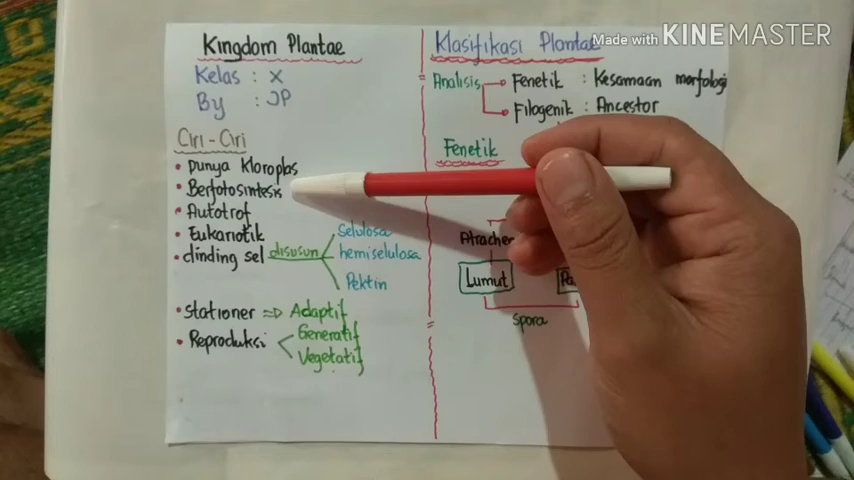 Kingdom Plantae
Kelas : X
By : JP
Ciri-Ciri
• Punya Kloroplas
• Berfotosintesis
• Autotrof
• Eukariotik
• dinding sel disusun
Selulosa
hemiselulosa
Pektin
• Stationer => Adaptif
• Reproduksi
Generatif
Vegetatif
Klasifikasi Plantae
Analisis
Fenetik : Kesamaan morfologi
Filogenik : Ancestor
Fenetik
Lumut
Spora
Made with KINEMASTER